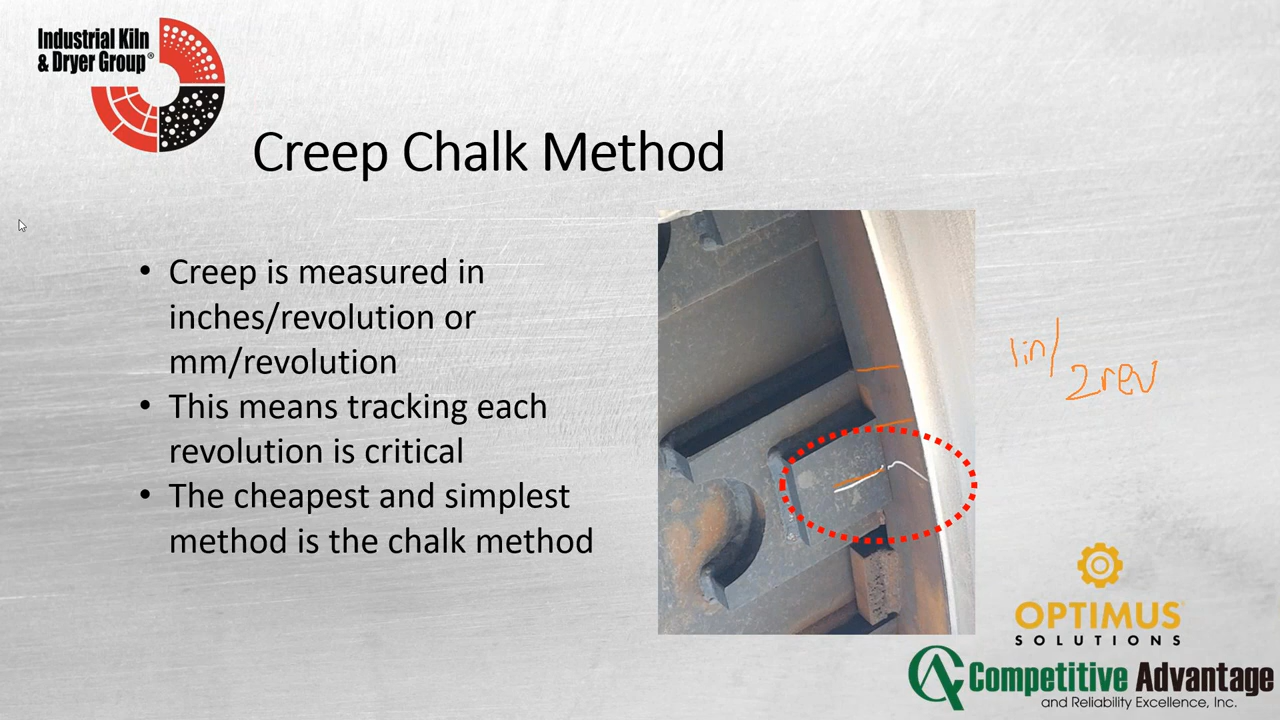 Industrial Kiln
& Dryer Group®
Creep Chalk Method
• Creep is measured in
inches/revolution or
mm/revolution
• This means tracking each
revolution is critical
• The cheapest and simplest
method is the chalk method
1in/
2rev
OPTIMUS
SOLUTIONS
Competitive Advantage
and Reliability Excellence, Inc.